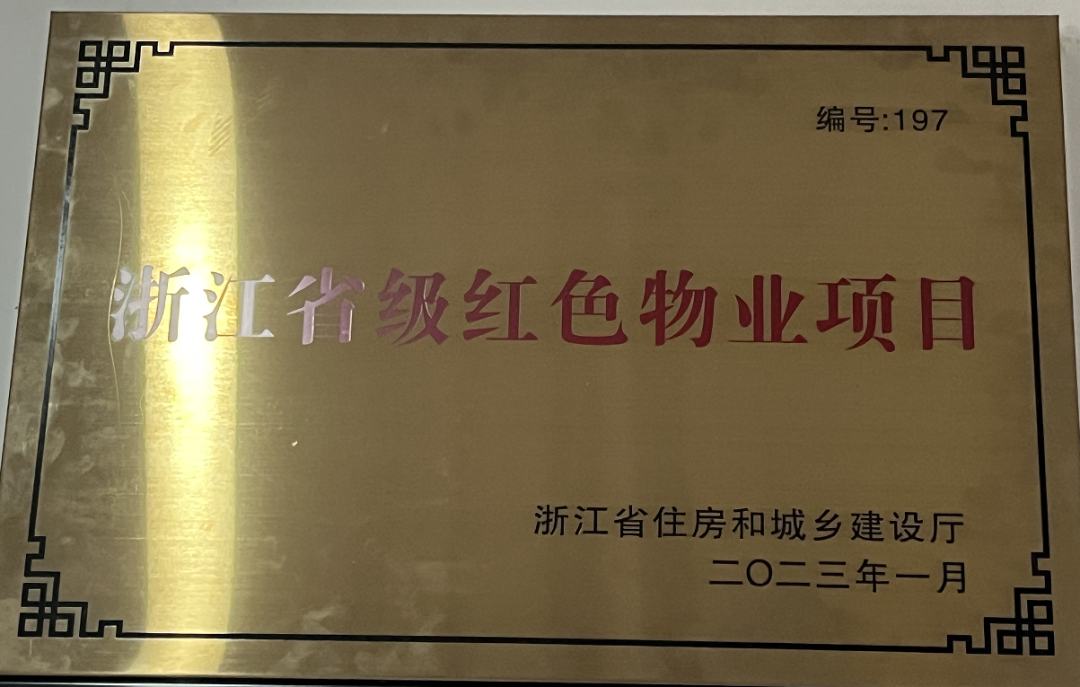 编号:197
浙江省级红色物业项目
浙江省住房和城乡建设厅
二〇二三年一月